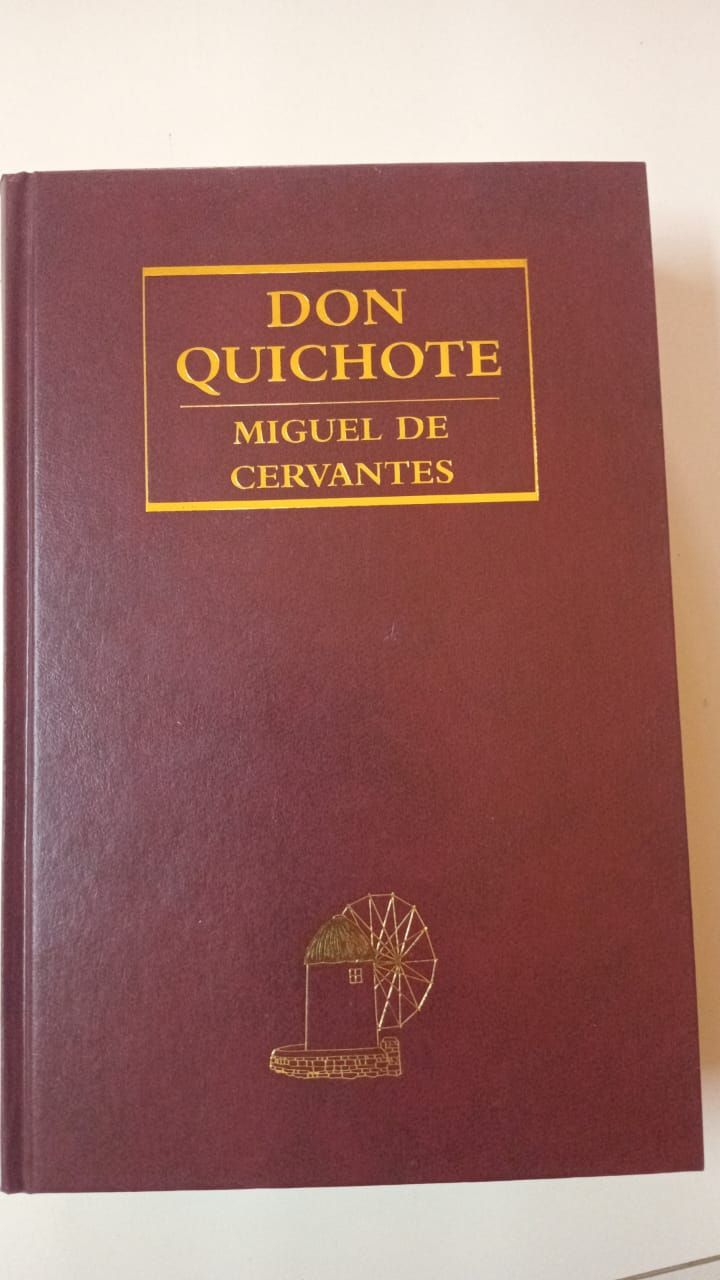 DON
QUICHOTE
MIGUEL DE
CERVANTES